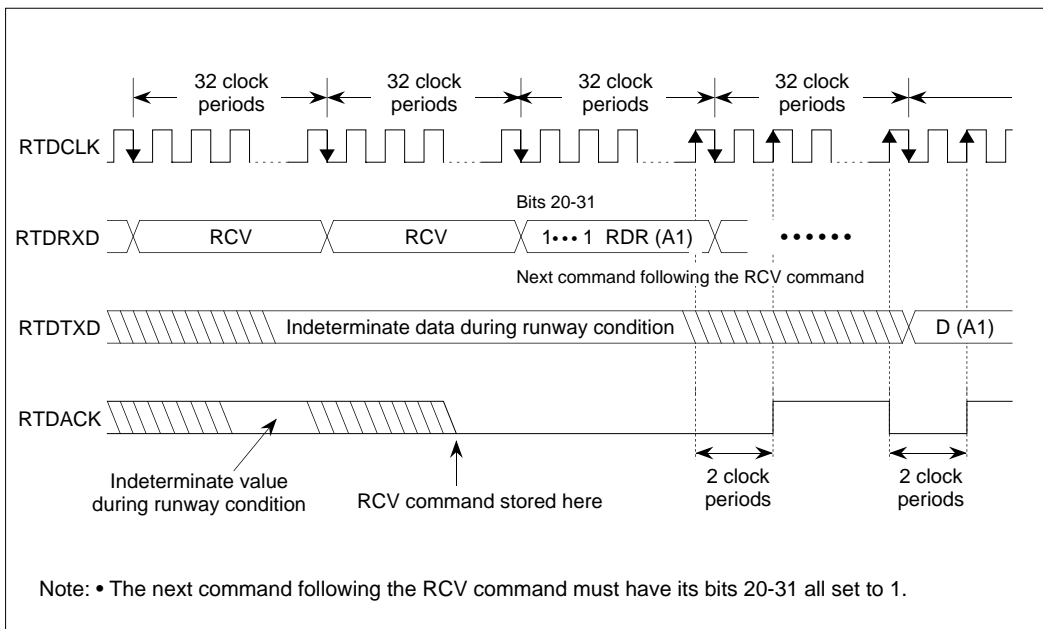 32 clock periods
32 clock periods
32 clock periods
32 clock periods
RTDCLK
Bits 20-31
RTDRXD
RCV
RCV
1••• 1 RDR (A1)
••••••
Next command following the RCV command
RTDTXD
Indeterminate data during runway condition
D (A1)
RTDACK
Indeterminate value
during runway condition
RCV command stored here
2 clock
periods
2 clock
periods
Note: • The next command following the RCV command must have its bits 20-31 all set to 1.